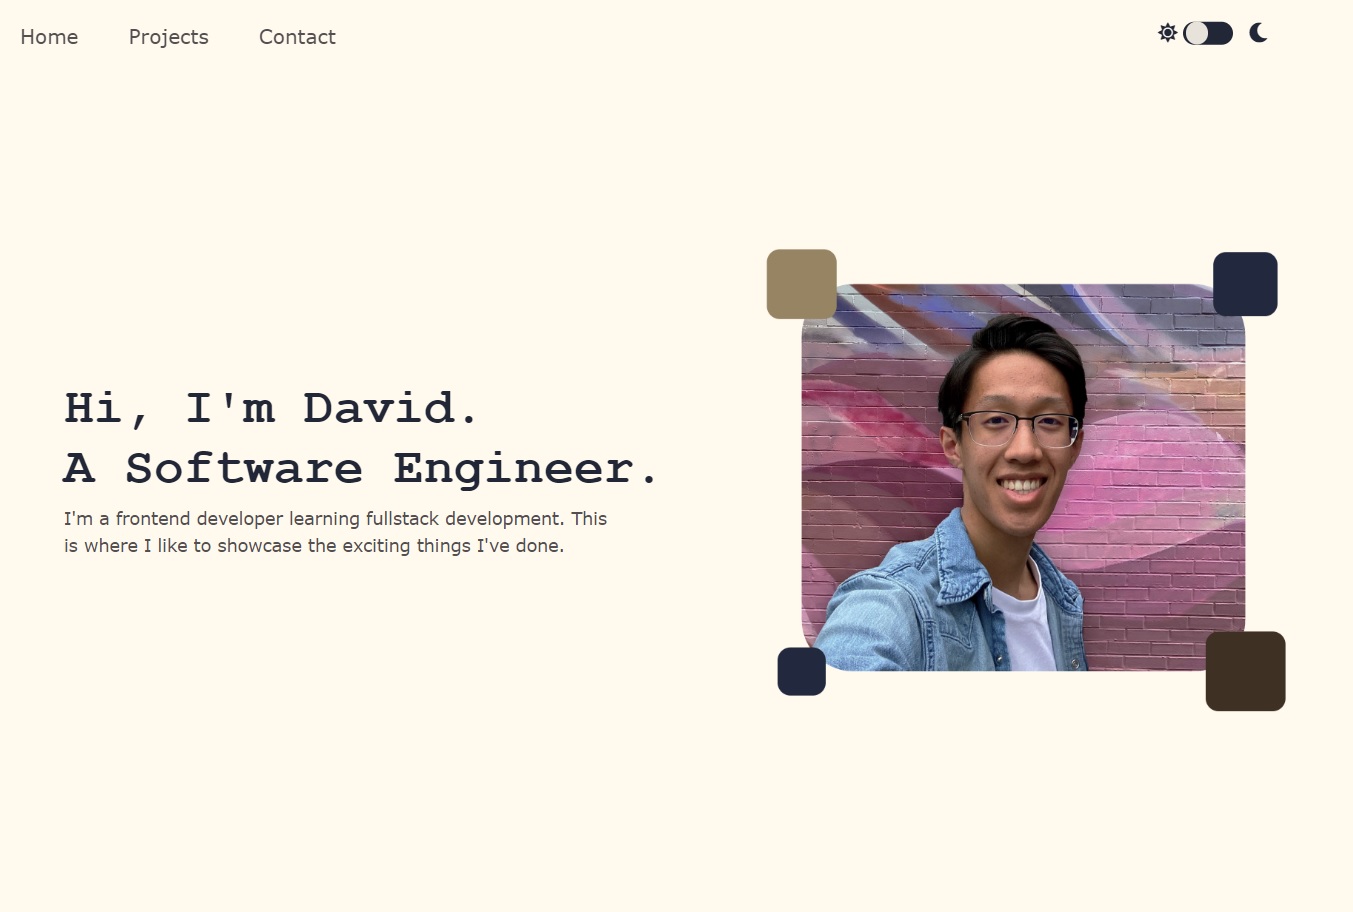 Home Projects Contact
Hi, I'm David.
A Software Engineer.
I'm a frontend developer learning fullstack development. This
is where I like to showcase the exciting things I've done.